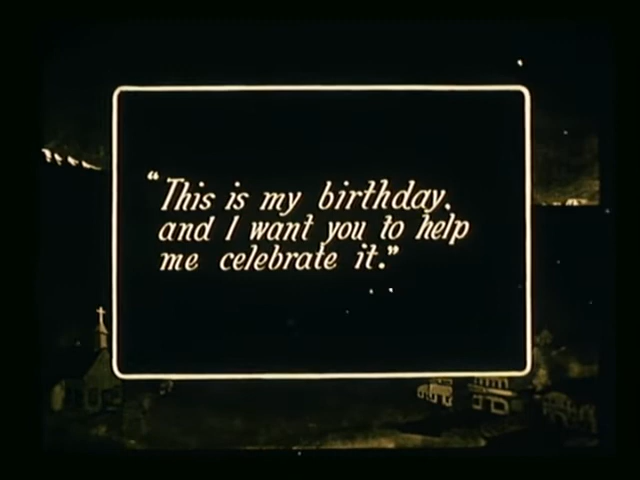 “This is my birthday,
and I want you to help
me celebrate it.”